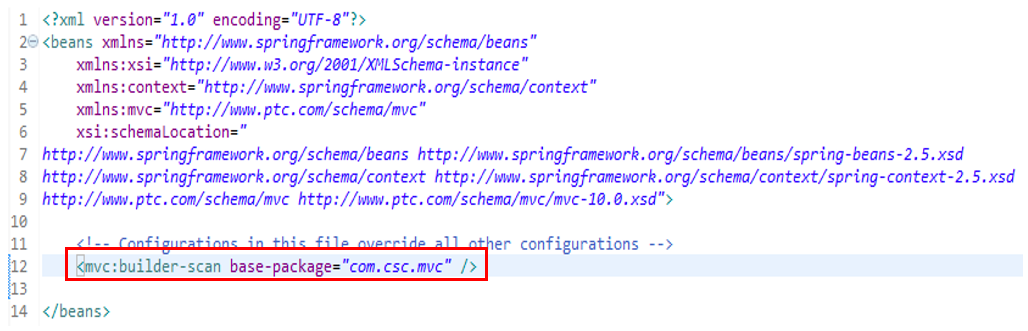 1 <?xml version="1.0" encoding="UTF-8"?>
2 <beans xmlns="http://www.springframework.org/schema/beans"
3 xmlns:xsi="http://www.w3.org/2001/XMLSchema-instance"
4 xmlns:context="http://www.springframework.org/schema/context"
5 xmlns:mvc="http://www.ptc.com/schema/mvc"
6 xsi:schemaLocation="
7 http://www.springframework.org/schema/beans http://www.springframework.org/schema/beans/spring-beans-2.5.xsd
8 http://www.springframework.org/schema/context http://www.springframework.org/schema/context/spring-context-2.5.xsd
9 http://www.ptc.com/schema/mvc http://www.ptc.com/schema/mvc/mvc-10.0.xsd">
10
11 <!-- Configurations in this file override all other configurations -->
12 <mvc:builder-scan base-package="com.csc.mvc" />
13
14 </beans>